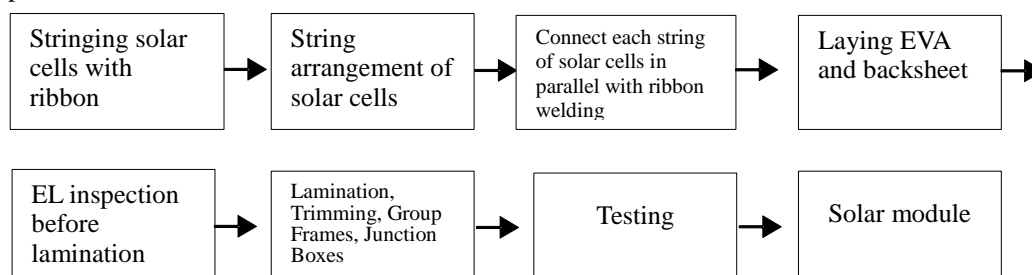 Stringing solar
cells with
ribbon
String
arrangement of
solar cells
Connect each string
of solar cells in
parallel with ribbon
welding
Laying EVA
and backsheet
EL inspection
before
lamination
Lamination,
Trimming, Group
Frames, Junction
Boxes
Testing
Solar module